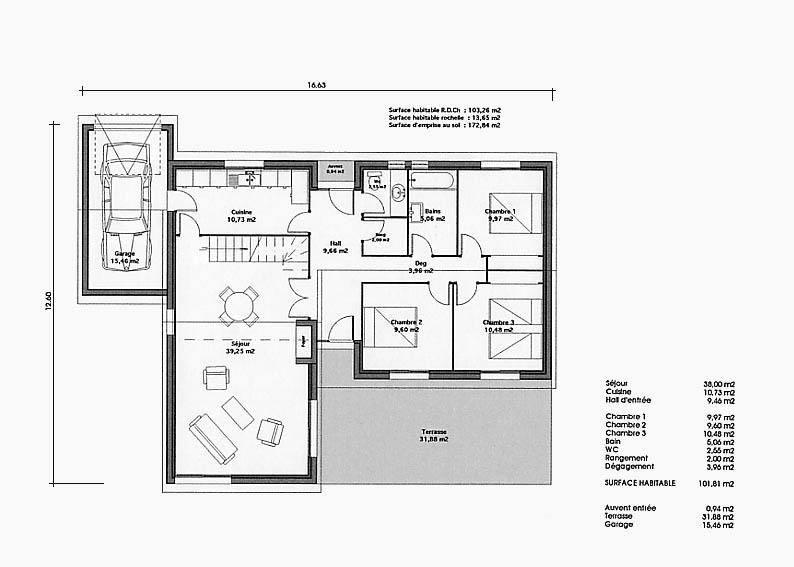 16.63
Surface habitable R.D.Ch : 103,26 m2
Surface habitable rochelle : 13,65 m2
Surface d'emprise au sol : 172,84 m2
12.60
Auvent
0,94 m2
Wc
2,55 m2
Cuisine
10,73 m2
Bains
5,06 m2
Chambre 1
9,97 m2
Rang
2,00 m2
Hall
9,66 m2
Garage
15,46 m2
Deg
3,96 m2
Chambre 2
9,60 m2
Chambre 3
10,48 m2
Séjour
39,25 m2
Foyer
Terrasse
31,88 m2
Séjour 38,00 m2
Cuisine 10,73 m2
Hall d'entrée 9.46 m2
Chambre 1 9,97 m2
Chambre 2 9,60 m2
Chambre 3 10,48 m2
Bain 5,06 m2
WC 2,55 m2
Rangement 2,00 m2
Dégagement 3,96 m2
SURFACE HABITABLE 101,81 m2
Auvent entrée 0,94 m2
Terrasse 31,88 m2
Garage 15,46 m2